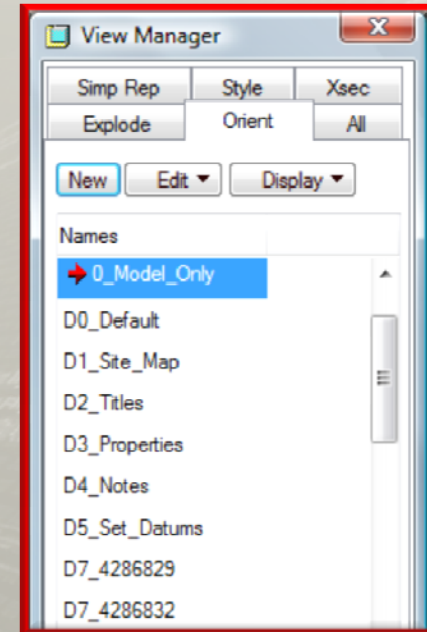 View Manager
Simp Rep Style Xsec
Explode Orient All
New Edit Display
Names
0_Model_Only
D0_Default
D1_Site_Map
D2_Titles
D3_Properties
D4_Notes
D5_Set_Datums
D7_4286829
D7_4286832